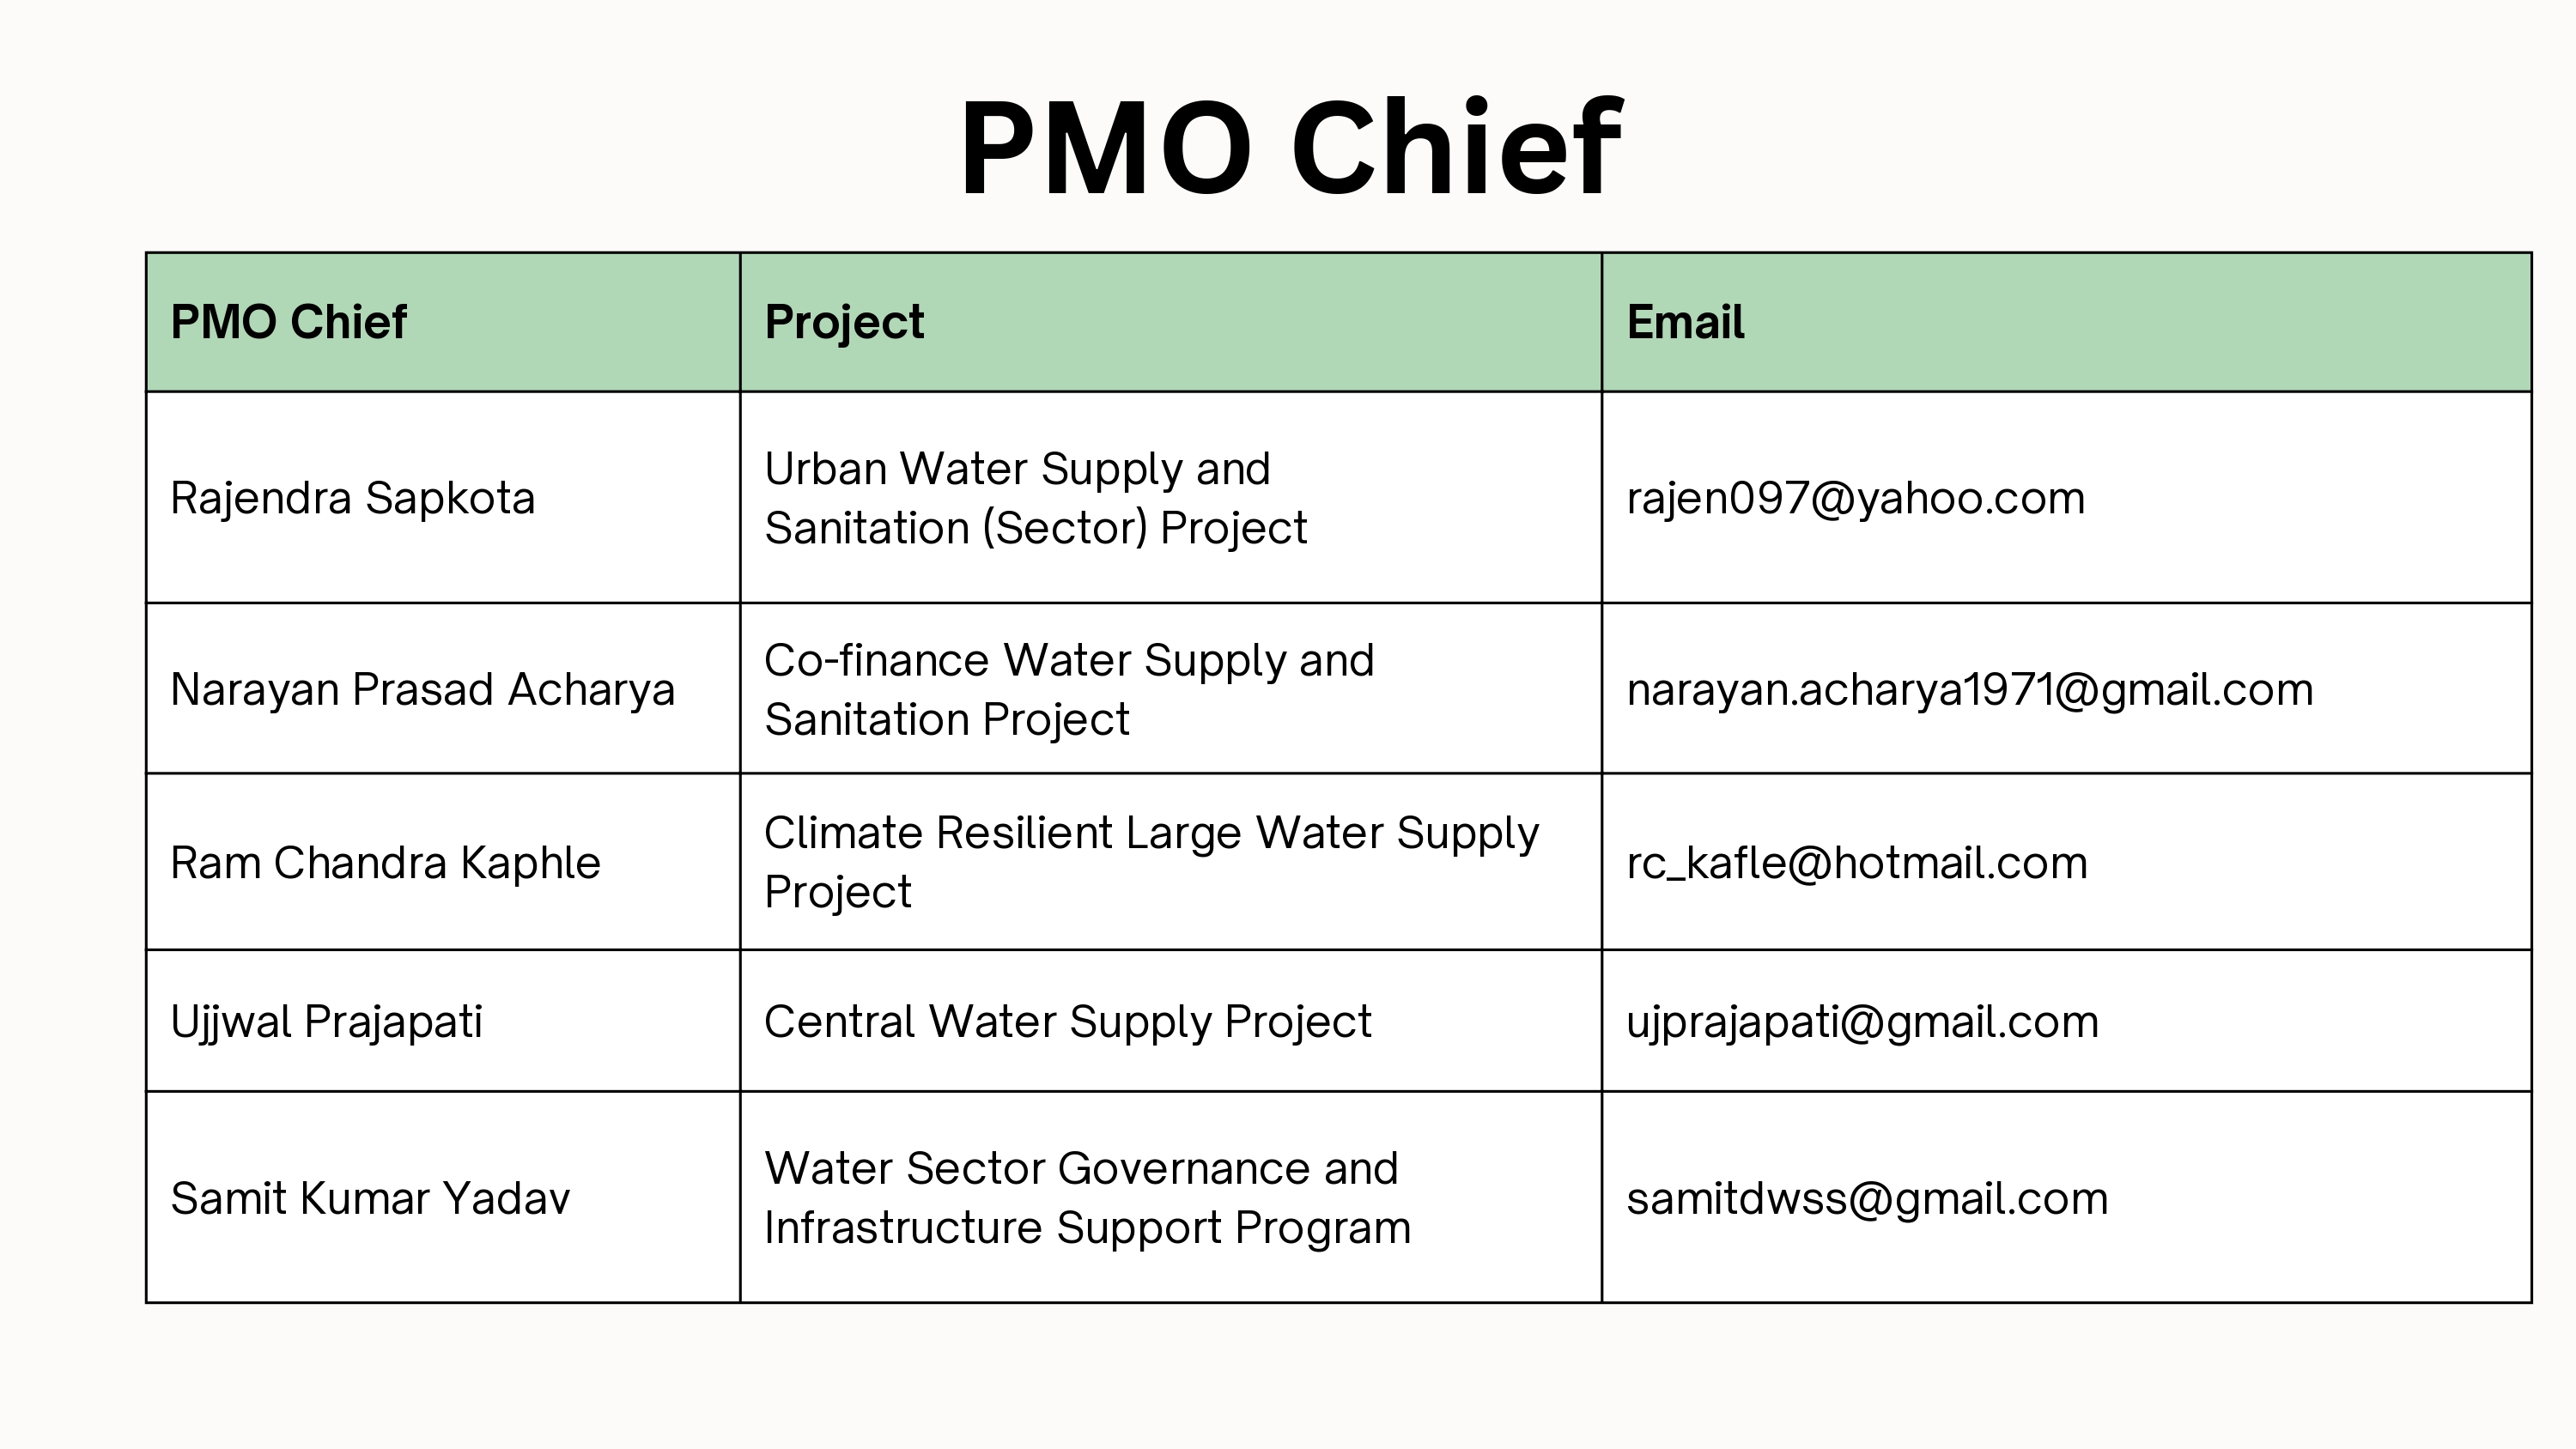 PMO Chief
PMO Chief
Project
Email
Rajendra Sapkota
Urban Water Supply and
Sanitation (Sector) Project
rajen097@yahoo.com
Narayan Prasad Acharya
Co-finance Water Supply and
Sanitation Project
narayan.acharya1971@gmail.com
Ram Chandra Kaphle
Climate Resilient Large Water Supply
Project
rc_kafle@hotmail.com
Ujjwal Prajapati
Central Water Supply Project
ujprajapati@gmail.com
Samit Kumar Yadav
Water Sector Governance and
Infrastructure Support Program
samitdwss@gmail.com